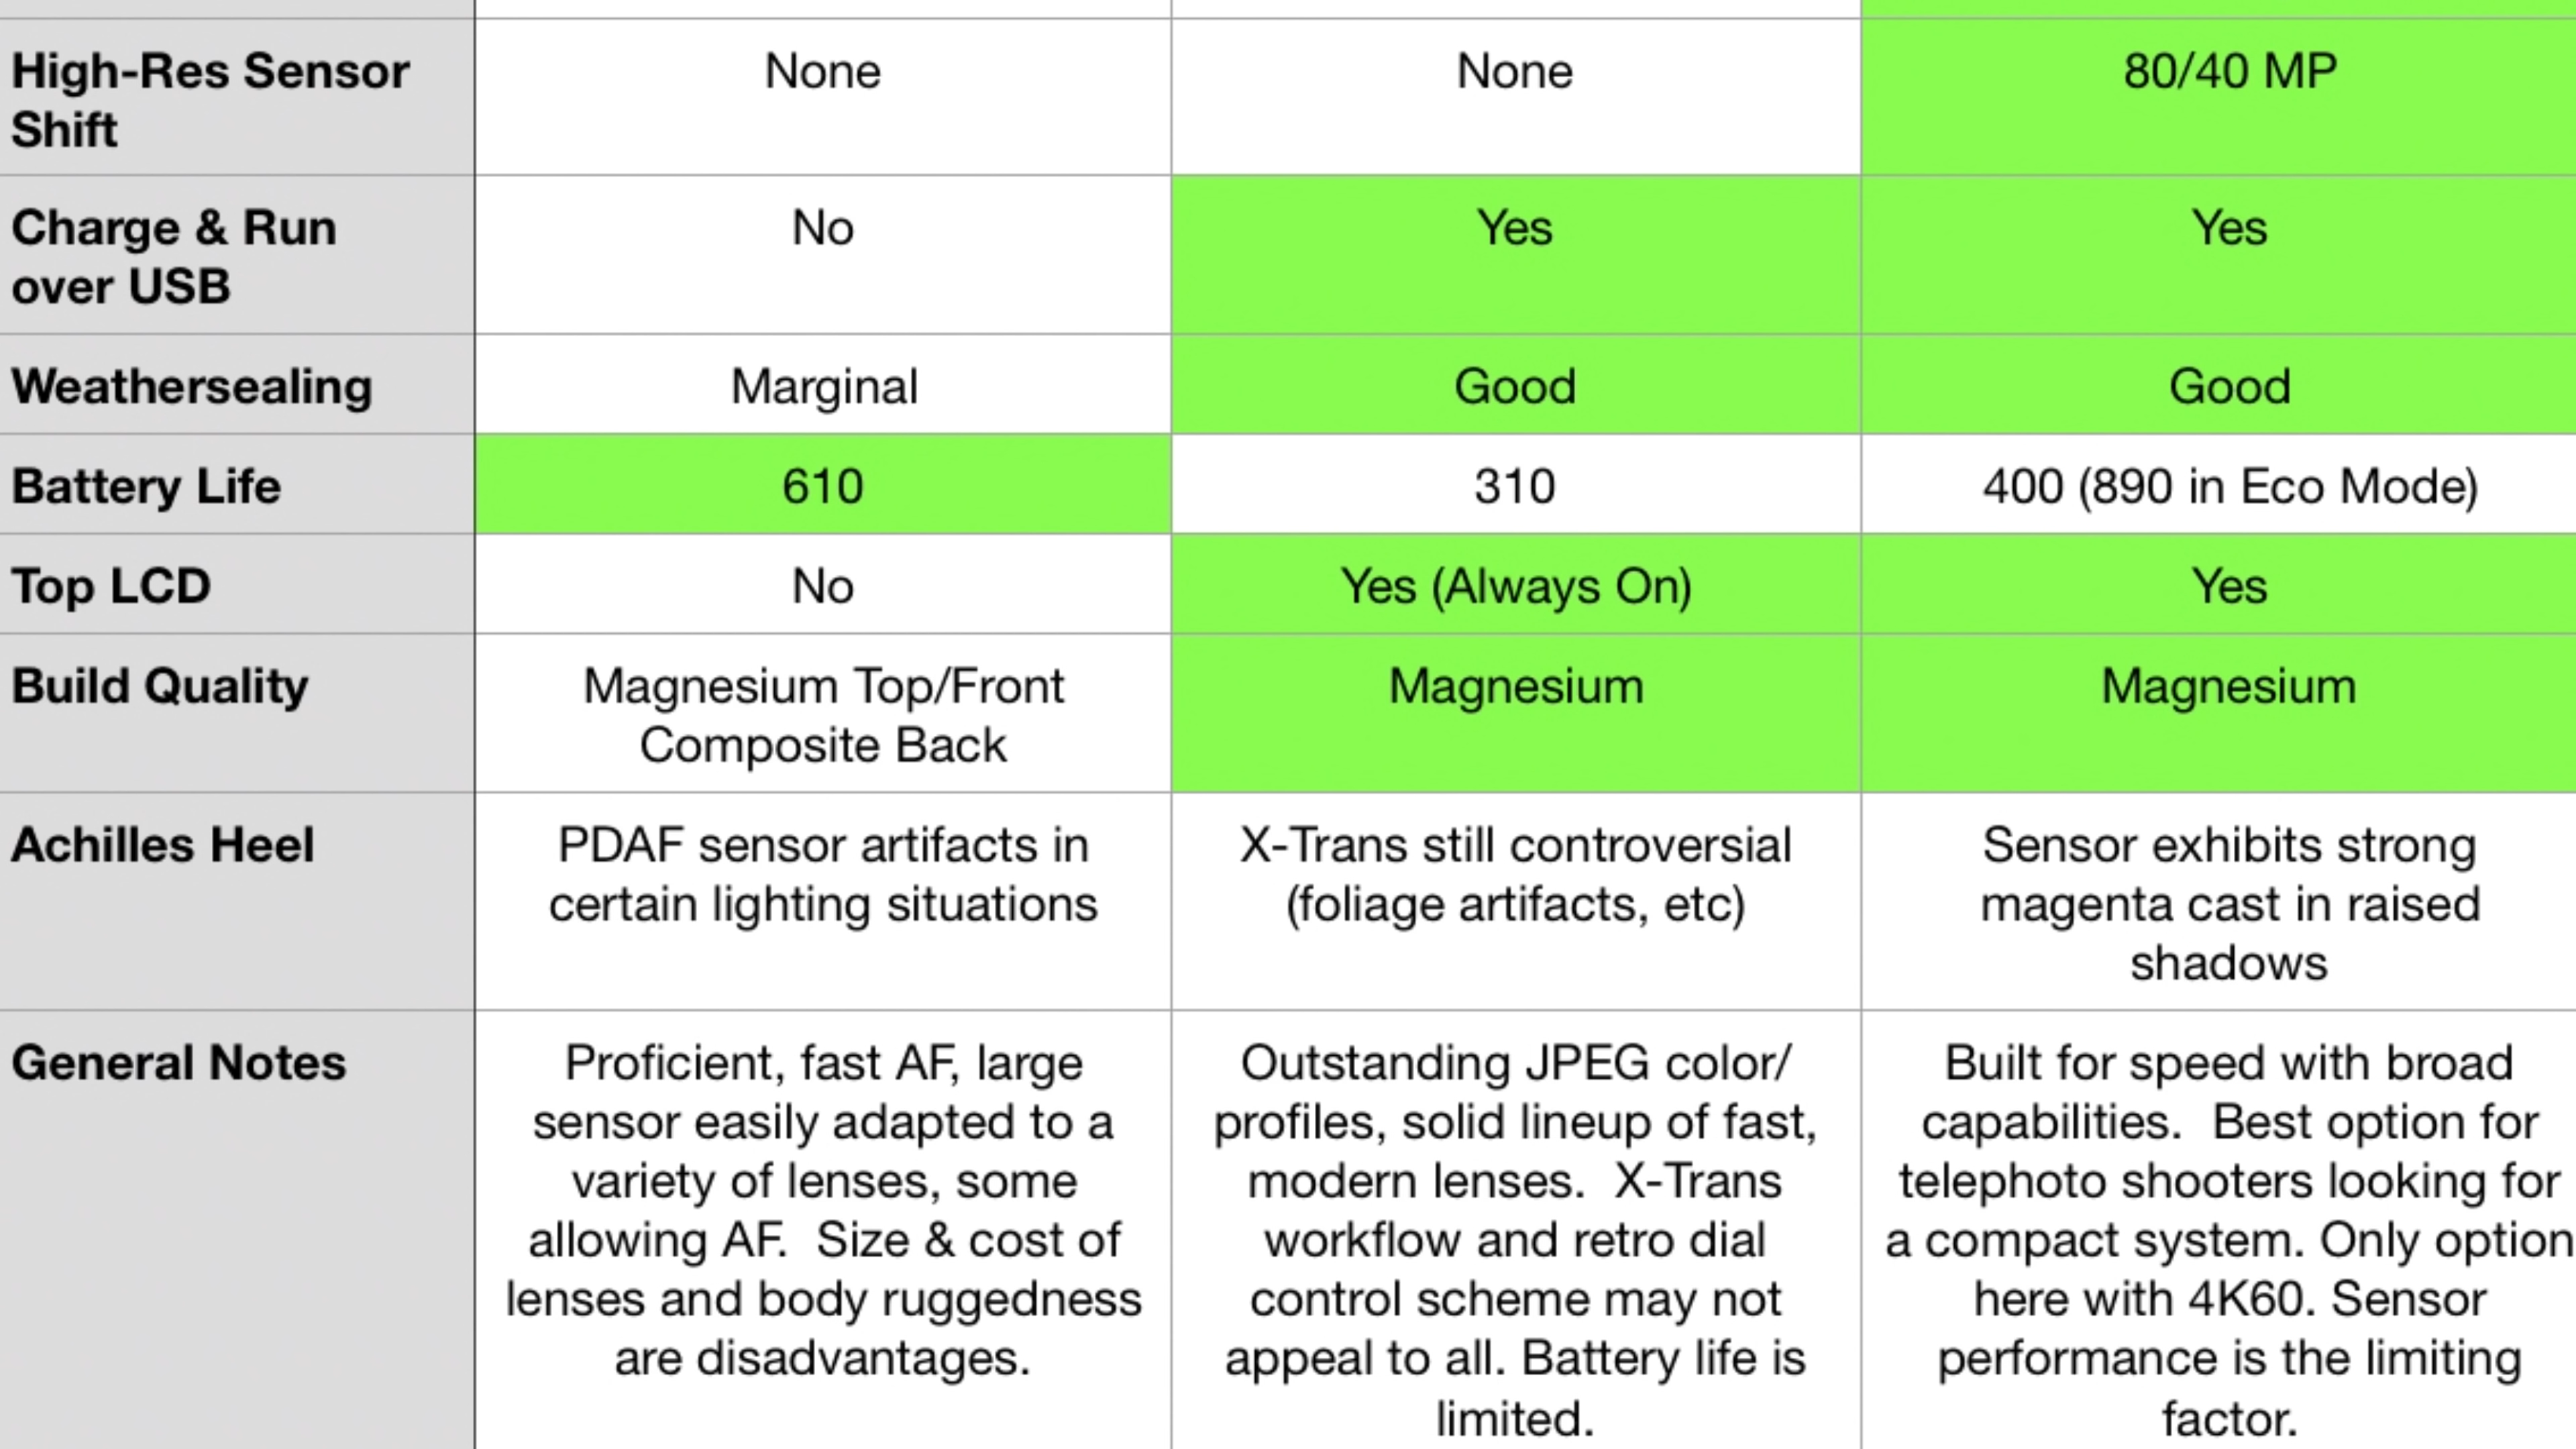 High-Res Sensor
Shift
None
None
80/40 MP
Charge & Run
over USB
No
Yes
Yes
Weathersealing
Marginal
Good
Good
Battery Life
610
310
400 (890 in Eco Mode)
Top LCD
No
Yes (Always On)
Yes
Build Quality
Magnesium Top/Front
Composite Back
Magnesium
Magnesium
Achilles Heel
PDAF sensor artifacts in
certain lighting situations
X-Trans still controversial
(foliage artifacts, etc)
Sensor exhibits strong
magenta cast in raised
shadows
General Notes
Proficient, fast AF, large
sensor easily adapted to a
variety of lenses, some
allowing AF.  Size & cost of
lenses and body ruggedness
are disadvantages.
Outstanding JPEG color/
profiles, solid lineup of fast,
modern lenses.  X-Trans
workflow and retro dial
control scheme may not
appeal to all. Battery life is
limited.
Built for speed with broad
capabilities.  Best option for
telephoto shooters looking for
a compact system. Only option
here with 4K60. Sensor
performance is the limiting
factor.